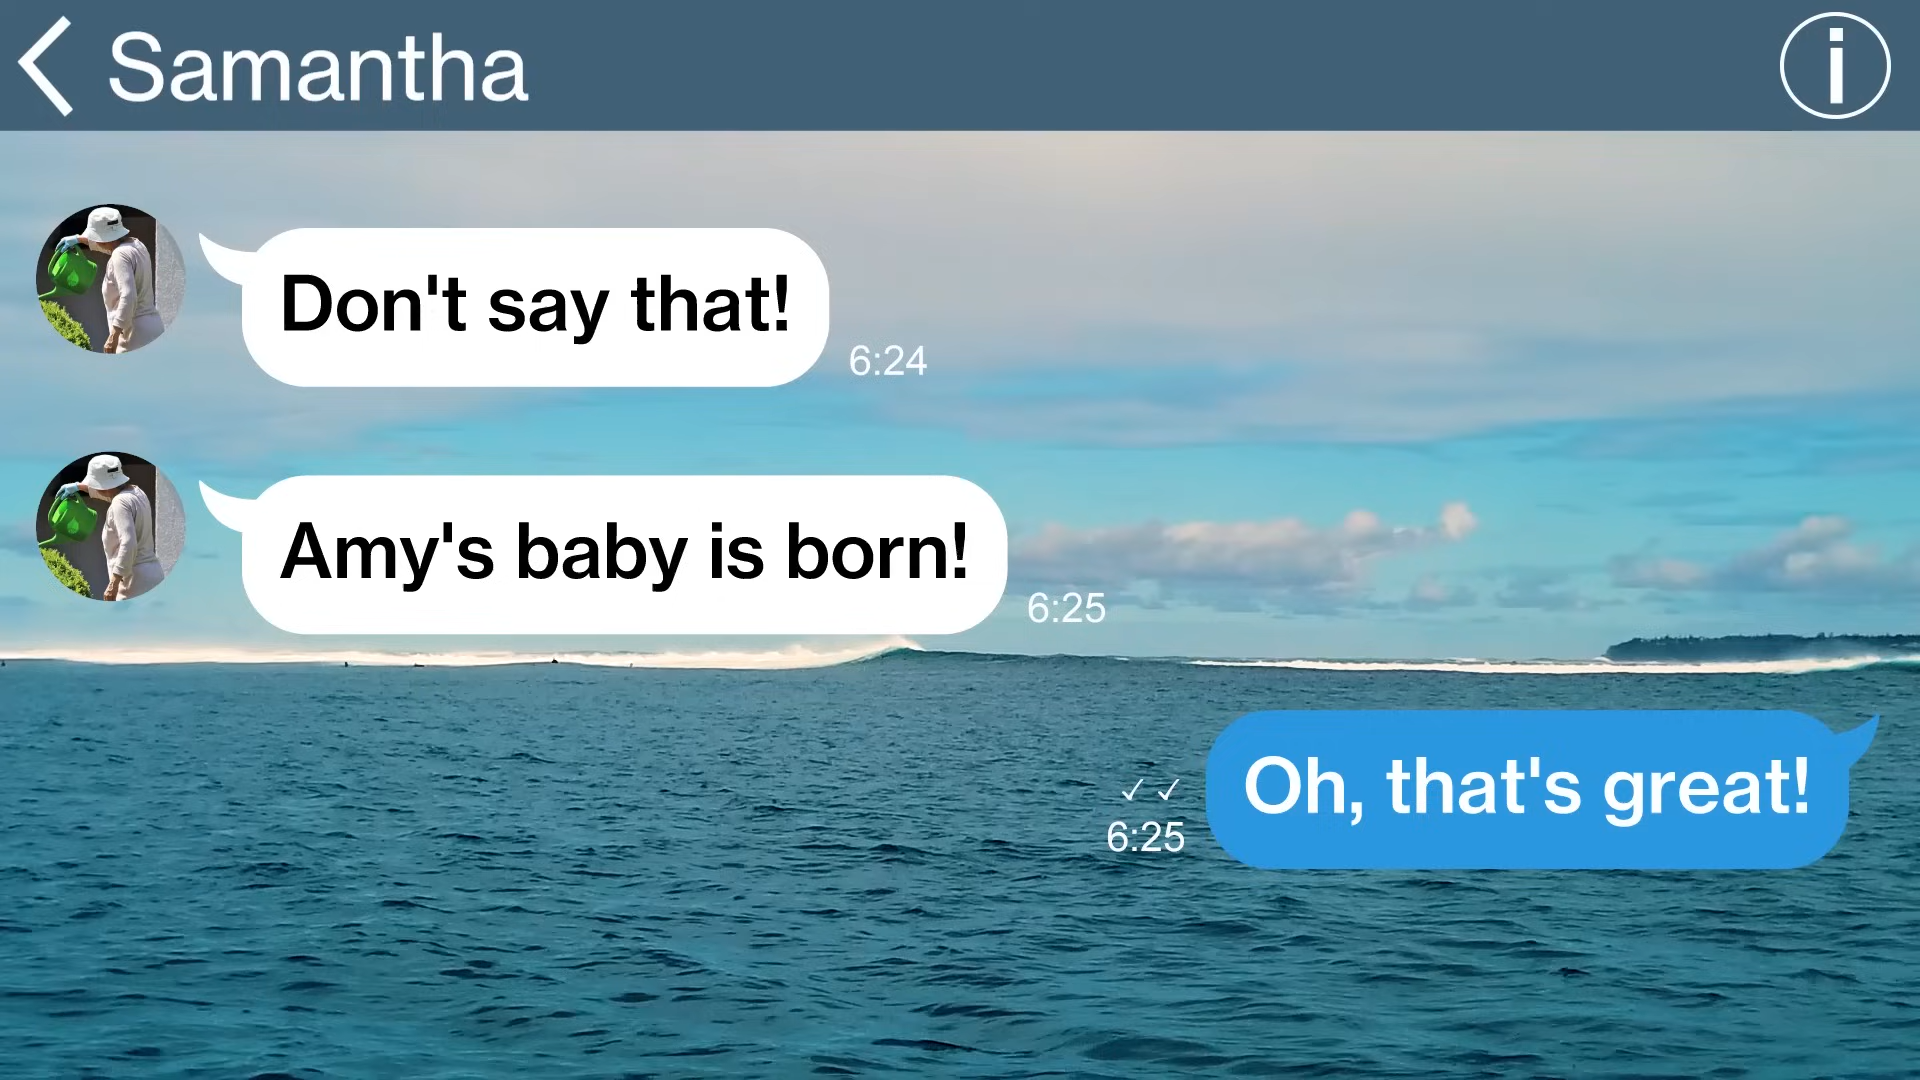 Samantha
Don't say that!
6:24
Amy's baby is born!
6:25
Oh, that's great!
✓ ✓
6:25